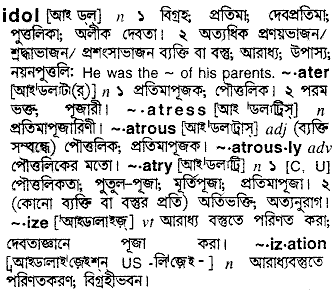 idol [আইডল্] n ১ বিগ্রহ; প্রতিমা; দেবপ্রতিমা;
পুত্তলিকা; অলীক দেবতা। ২ অত্যধিক প্রণয়ভাজন/
শ্রদ্ধাভাজন/ প্রশংসাভাজন ব্যক্তি বা বস্তু; আরাধ্য; উপাস্য;
নয়নপুত্তলি: He was the ~ of his parents. ~·ater
[আইডলাটা(র্)] n ১ প্রতিমাপূজক; পৌত্তলিক। ২ পরম
ভক্ত; পূজারী। ~·atress [আইডলাট্রিস্] n
প্রতিমাপূজারিণী। ~·atrous [আইডলাট্রাস্] adj (ব্যক্তি
সম্বন্ধে) পৌত্তলিক; প্রতিমাপূজক। ~atrous·ly adv
পৌত্তলিকের মতো। ~·atry [আইডলাট্রি] n ১ [C, U]
পৌত্তলিকতা; পুতুল-পূজা; মূর্তিপূজা; প্রতিমাপূজা। ২
(কোনো ব্যক্তি বা বস্তুর প্রতি) অতিভক্তি; অত্যনুরাগ।
~·ize [আইডালাইজ়্] vt আরাধ্য বস্তুতে পরিণত করা;
দেবতাজ্ঞানে পূজা করা। ~·iz·ation
[আইডালাইজ়েইশ্‌ন্ US -লিজ়েই-] n আরাধ্যবস্তুতে
পরিণতকরণ; বিগ্রহীভবন।